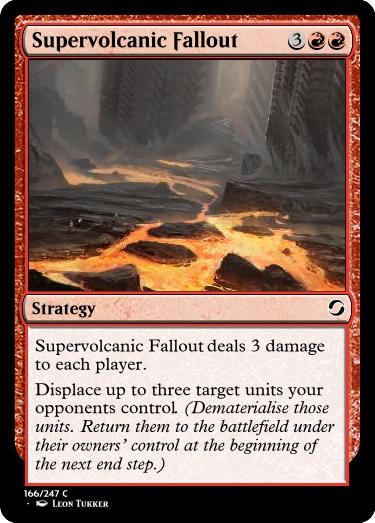 Supervolcanic Fallout 3
Strategy
Supervolcanic Fallout deals 3 damage
to each player.
Displace up to three target units your
opponents control. (Dematerialise those
units. Return them to the battlefield under
their owners' control at the beginning of
the next end step.)
166/247 C
· Leon Tukker